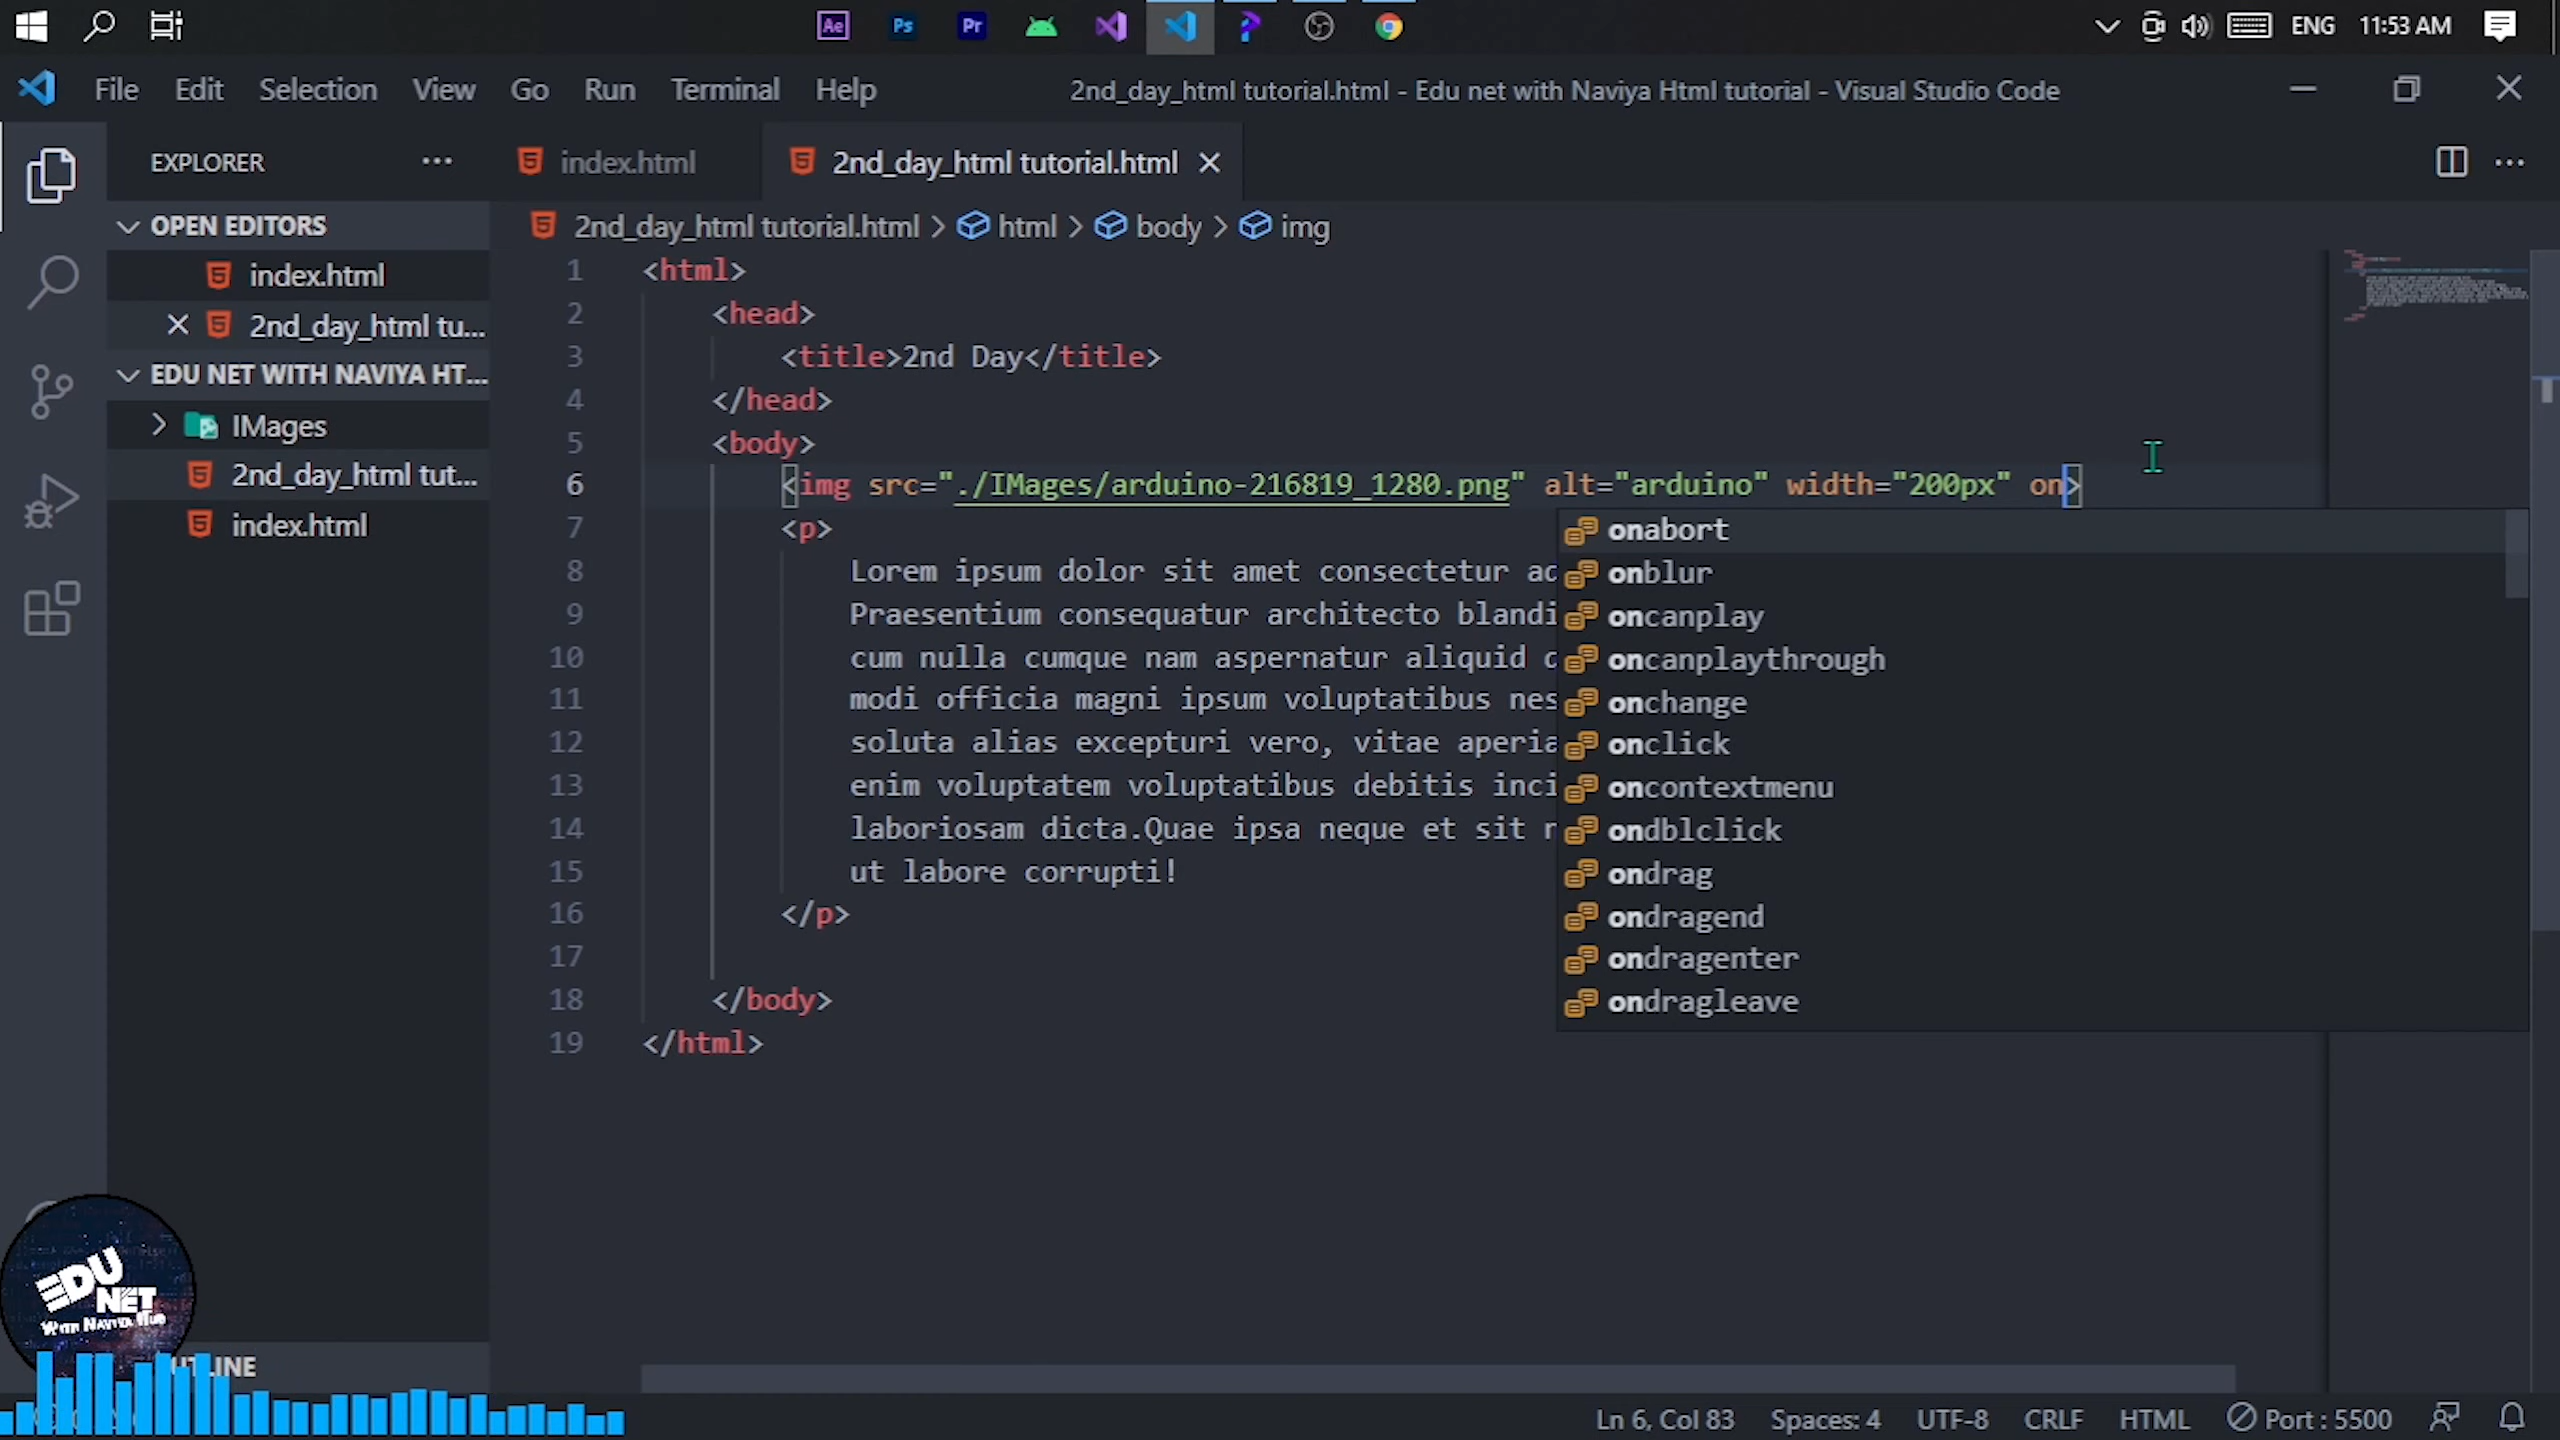 Ae Ps Pr
ENG 11:53 AM
File Edit Selection View Go Run Terminal Help
2nd_day_html tutorial.html - Edu net with Naviya Html tutorial - Visual Studio Code
EXPLORER
index.html
2nd_day_html tutorial.html
OPEN EDITORS
index.html
2nd_day_html tu...
EDU NET WITH NAVIYA HT...
IMages
2nd_day_html tut...
index.html
2nd_day_html tutorial.html > html > body > img
1 <html>
2 <head>
3 <title>2nd Day</title>
4 </head>
5 <body>
6 <img src="./IMages/arduino-216819_1280.png" alt="arduino" width="200px" on>
7 <p>
8 Lorem ipsum dolor sit amet consectetur ad
9 Praesentium consequatur architecto blandi
10 cum nulla cumque nam aspernatur aliquid
11 modi officia magni ipsum voluptatibus nes
12 soluta alias excepturi vero, vitae aperia
13 enim voluptatem voluptatibus debitis inci
14 laboriosam dicta.Quae ipsa neque et sit
15 ut labore corrupti!
16 </p>
17
18 </body>
19 </html>
onabort
onblur
oncanplay
oncanplaythrough
onchange
onclick
oncontextmenu
ondblclick
ondrag
ondragend
ondragenter
ondragleave
EDU
NET
With Naviya Hub
UTLINE
Ln 6, Col 83 Spaces: 4 UTF-8 CRLF HTML Port : 5500